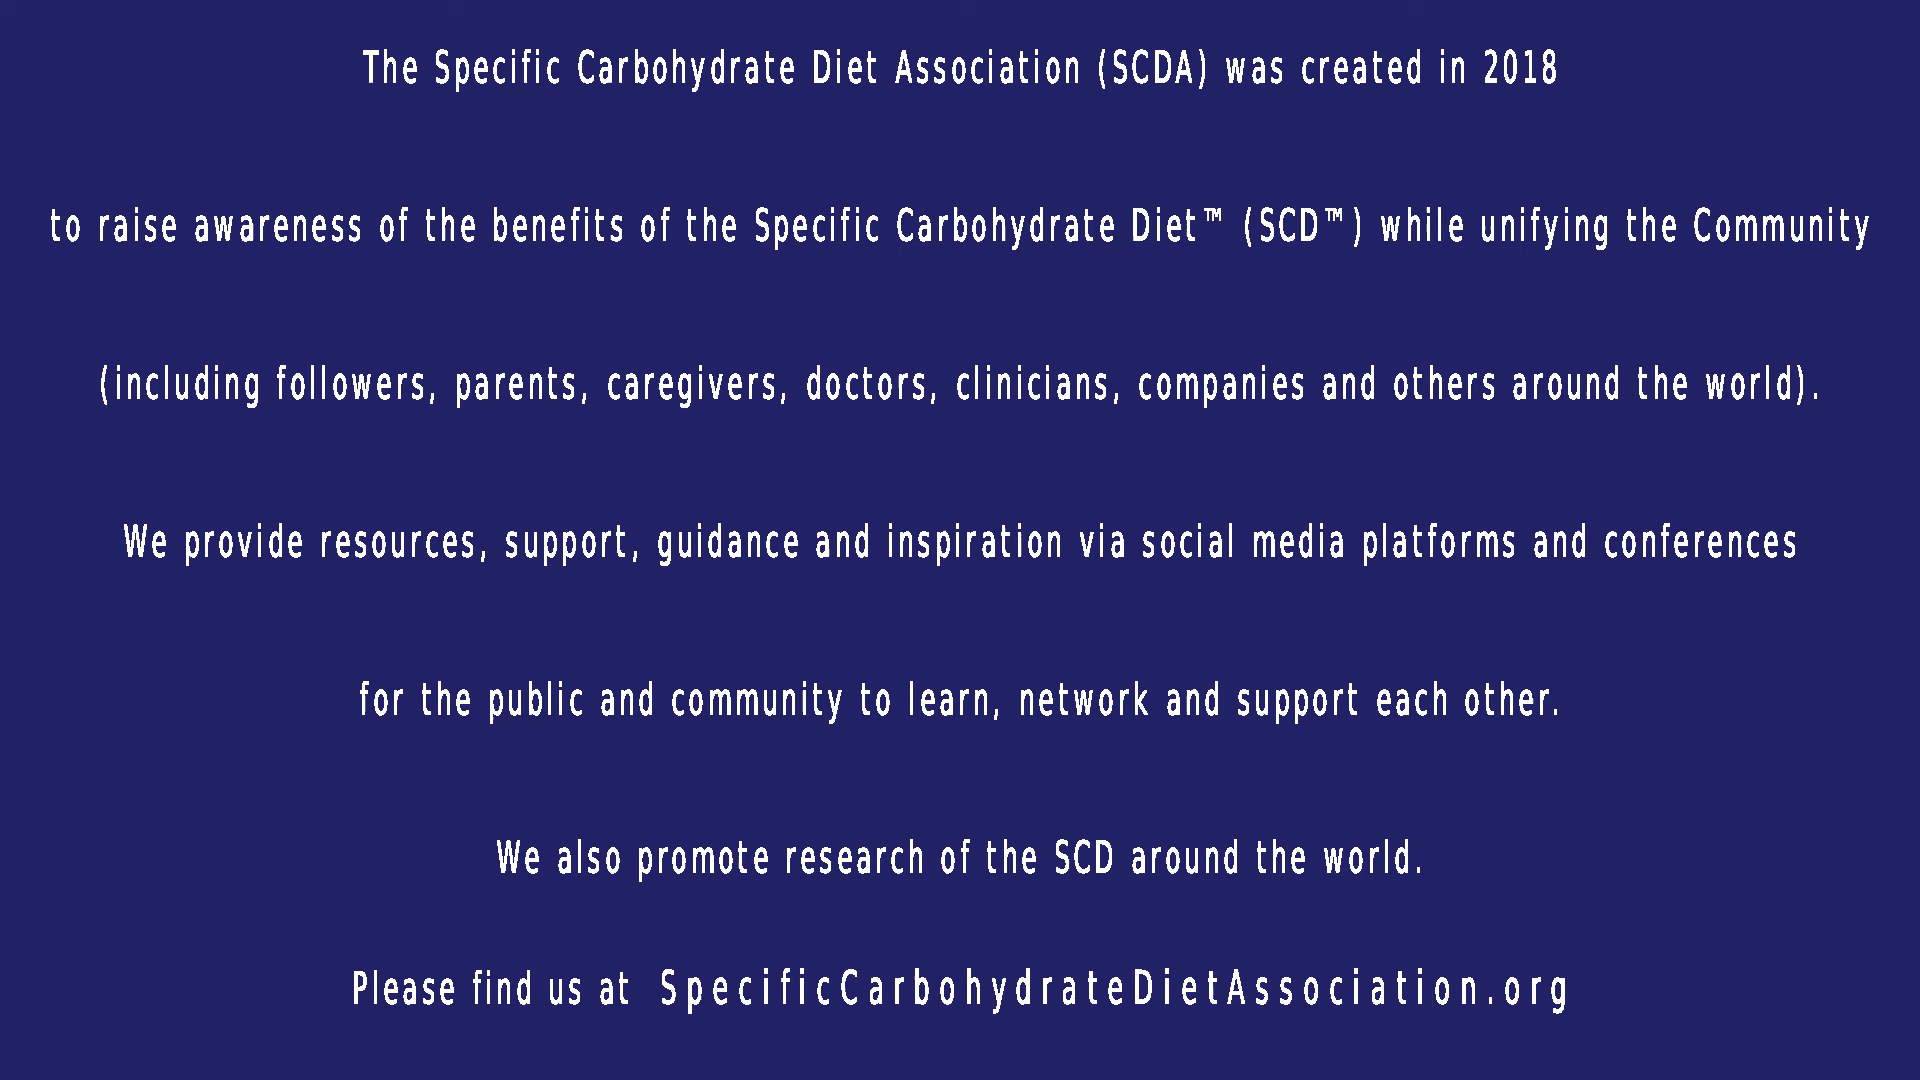 The Specific Carbohydrate Diet Association (SCDA) was created in 2018
to raise awareness of the benefits of the Specific Carbohydrate Diet™ (SCD™) while unifying the Community
(including followers, parents, caregivers, doctors, clinicians, companies and others around the world).
We provide resources, support, guidance and inspiration via social media platforms and conferences
for the public and community to learn, network and support each other.
We also promote research of the SCD around the world.
Please find us at SpecificCarbohydrateDietAssociation.org